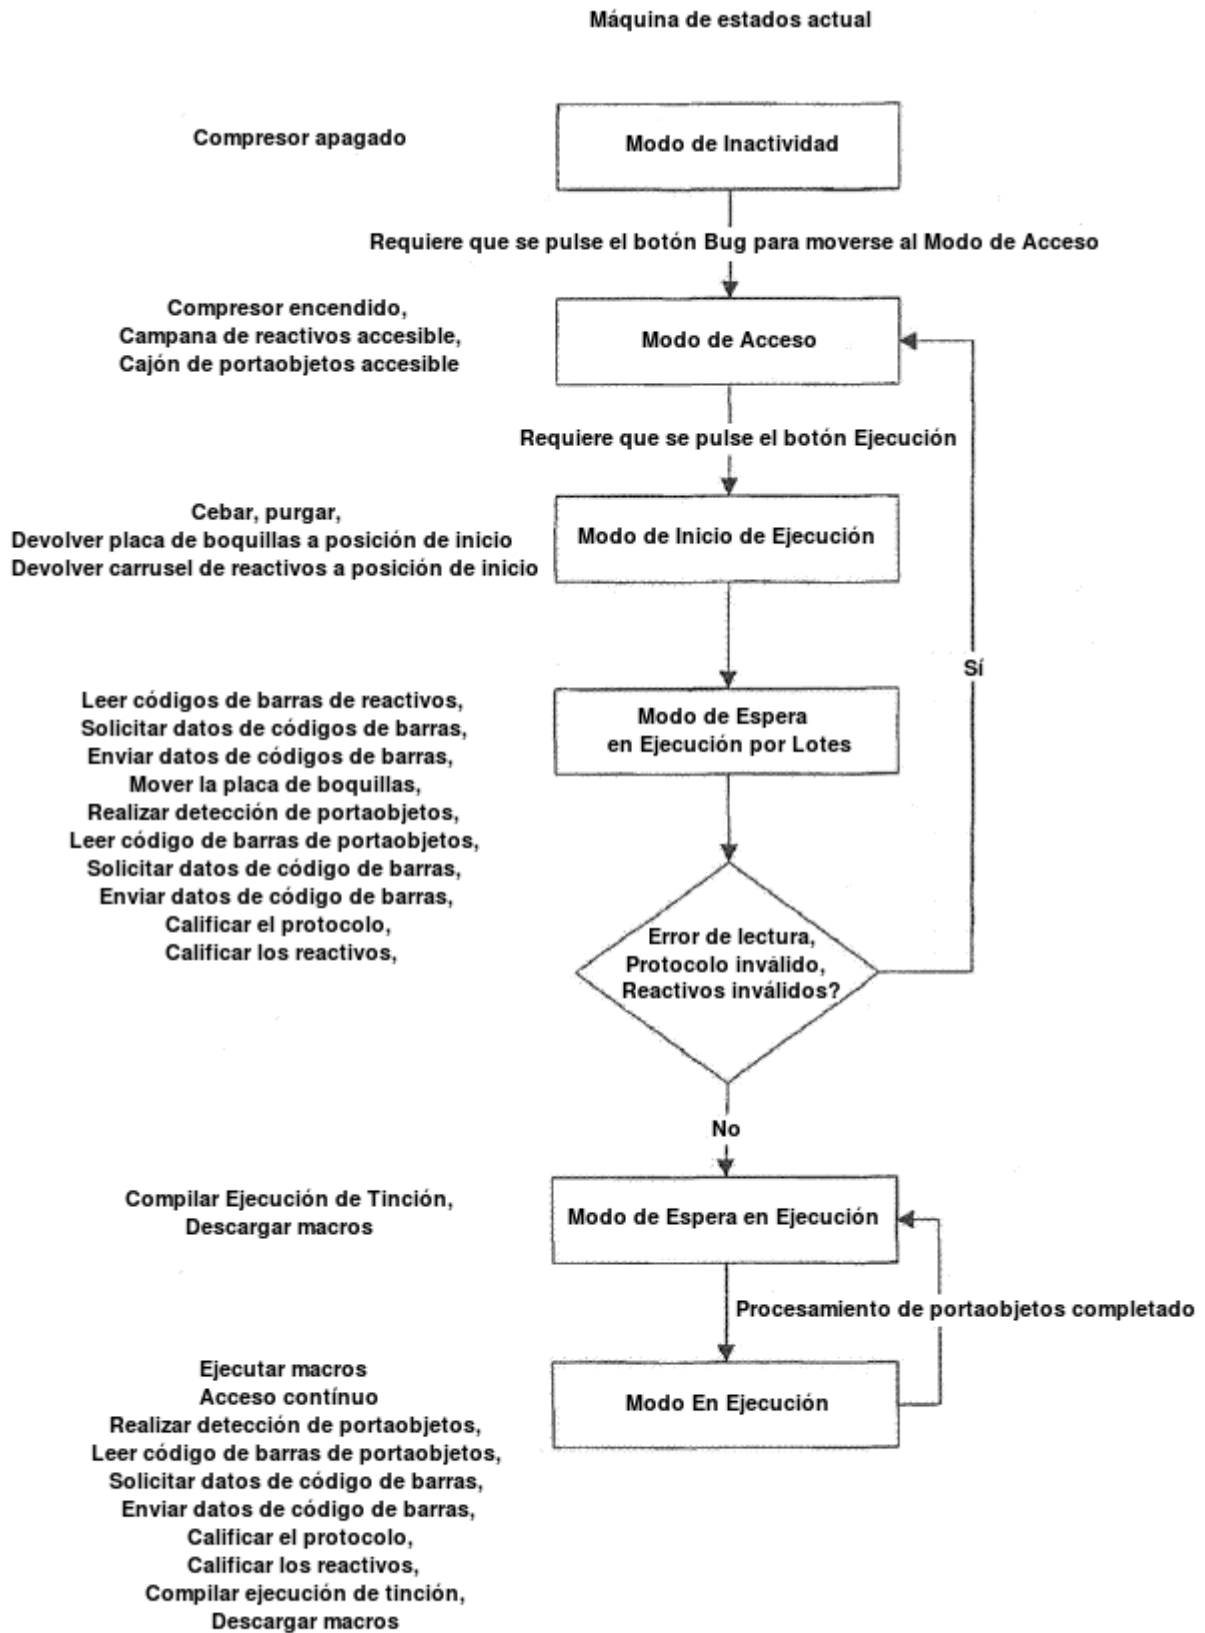 Máquina de estados actual
Compresor apagado
Modo de Inactividad
Requiere que se pulse el botón Bug para moverse al Modo de Acceso
Compresor encendido,
Campana de reactivos accesible,
Cajón de portaobjetos accesible
Modo de Acceso
Requiere que se pulse el botón Ejecución
Cebar, purgar,
Devolver placa de boquillas a posición de inicio
Devolver carrusel de reactivos a posición de inicio
Modo de Inicio de Ejecución
Sí
Leer códigos de barras de reactivos,
Solicitar datos de códigos de barras,
Enviar datos de códigos de barras,
Mover la placa de boquillas,
Realizar detección de portaobjetos,
Leer código de barras de portaobjetos,
Solicitar datos de código de barras,
Enviar datos de código de barras,
Calificar el protocolo,
Calificar los reactivos,
Modo de Espera
en Ejecución por Lotes
Error de lectura,
Protocolo inválido,
Reactivos inválidos?
No
Compilar Ejecución de Tinción,
Descargar macros
Modo de Espera en Ejecución
Procesamiento de portaobjetos completado
Ejecutar macros
Acceso contínuo
Realizar detección de portaobjetos,
Leer código de barras de portaobjetos,
Solicitar datos de código de barras,
Enviar datos de código de barras,
Calificar el protocolo,
Calificar los reactivos,
Compilar ejecución de tinción,
Descargar macros
Modo En Ejecución